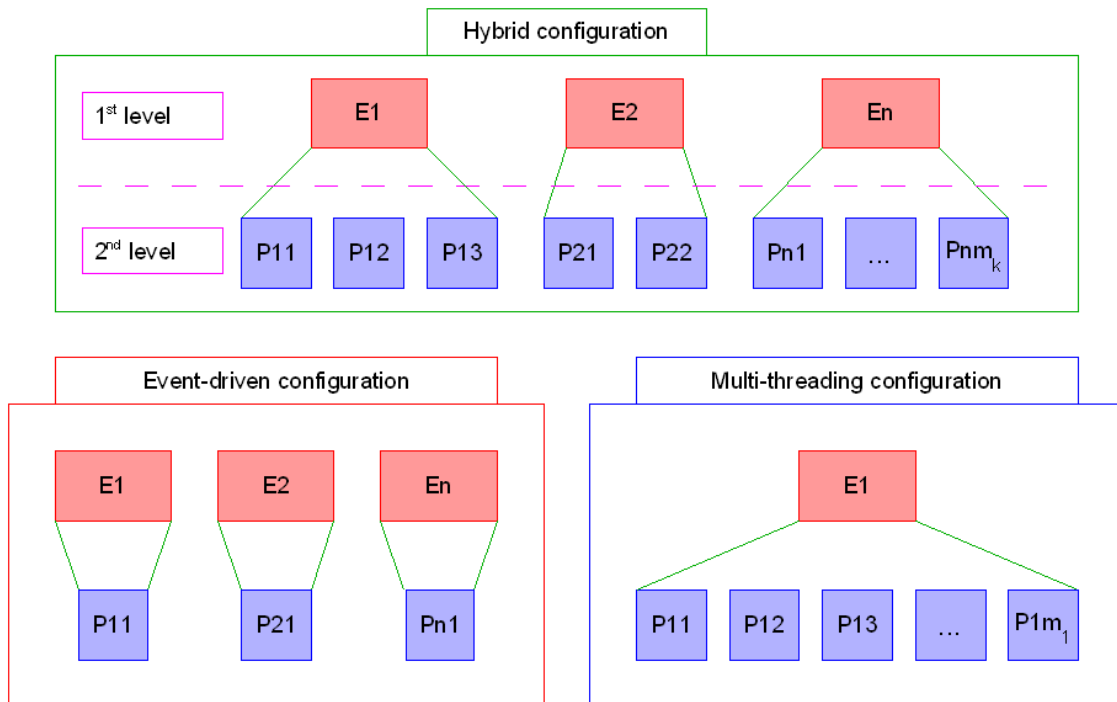 Hybrid configuration
1st level
E1 E2 En
2nd level
P11 P12 P13 P21 P22 Pn1 ... Pnmk
Event-driven configuration
E1 E2 En
P11 P21 Pn1
Multi-threading configuration
E1
P11 P12 P13 ... P1m1